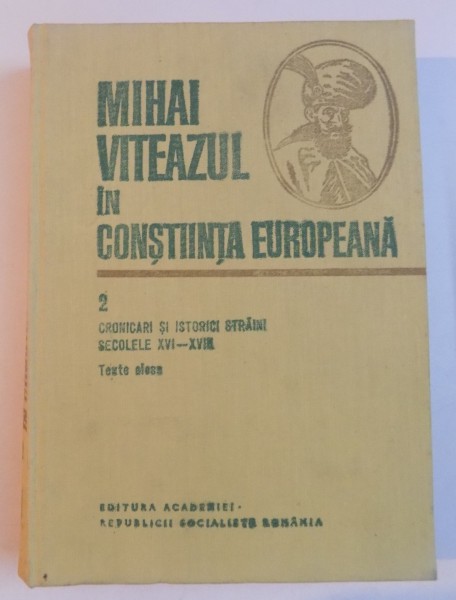 MIHAI
VITEAZUL
ÎN
CONȘTIINȚA EUROPEANĂ
2
CRONICARI ȘI ISTORICI STRĂINI
SECOLELE XVI—XVIII
Texte alese
EDITURA ACADEMIEI
REPUBLICII SOCIALISTE ROMÂNIA